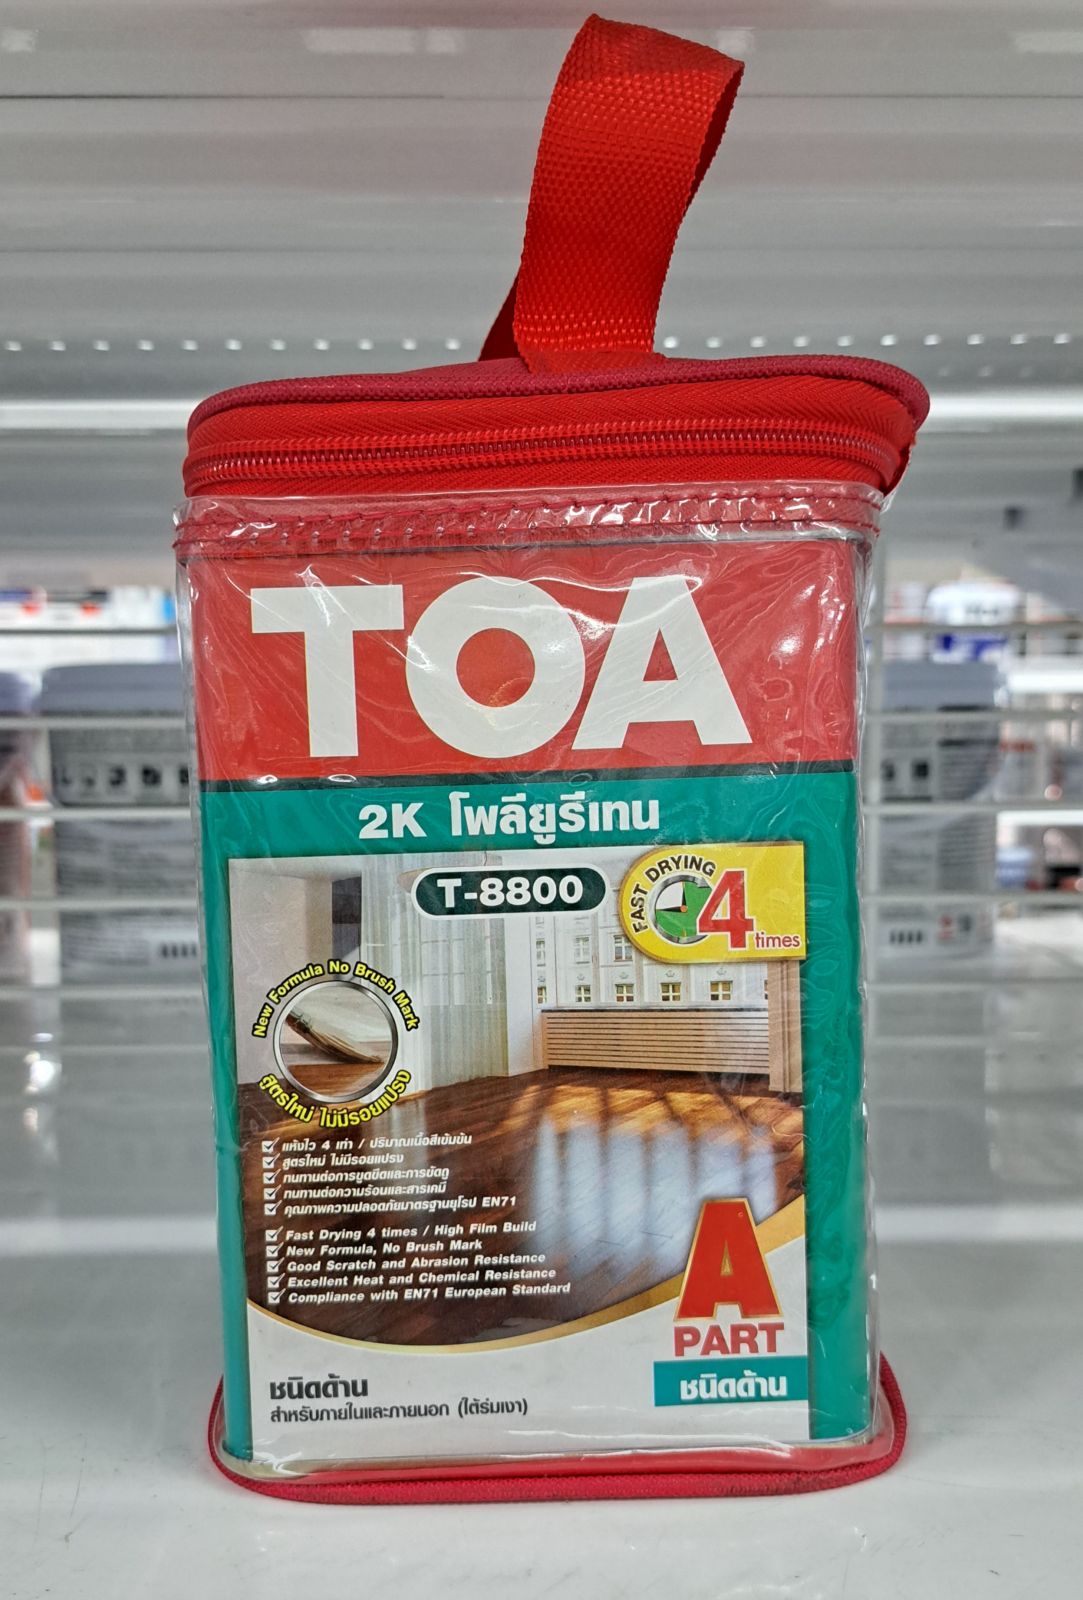 TOA
2K โพลียูรีเทน
T-8800
FAST DRYING
4
times
New Formula No Brush Mark
สูตรใหม่ ไม่มีรอยแปรง
แห้งไว 4 เท่า / ปริมาณเนื้อสีเข้มข้น
สูตรใหม่ ไม่มีรอยแปรง
ทนทานต่อการขูดขีดและการขัดถู
ทนทานต่อความร้อนและสารเคมี
คุณภาพความปลอดภัยมาตรฐานยุโรป EN71
Fast Drying 4 times / High Film Build
New Formula, No Brush Mark
Good Scratch and Abrasion Resistance
Excellent Heat and Chemical Resistance
Compliance with EN71 European Standard
A
PART
ชนิดด้าน
ชนิดด้าน
สำหรับภายในและภายนอก (ใต้ร่มเงา)